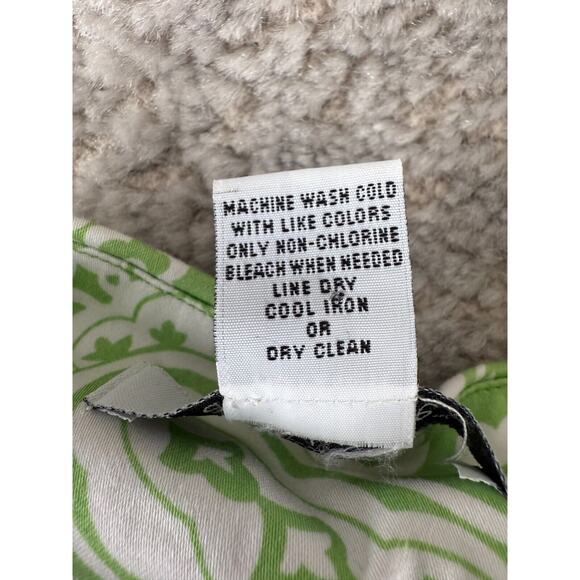 MACHINE WASH COLD
WITH LIKE COLORS
ONLY NON-CHLORINE
BLEACH WHEN NEEDED
LINE DRY
COOL IRON
OR
DRY CLEAN